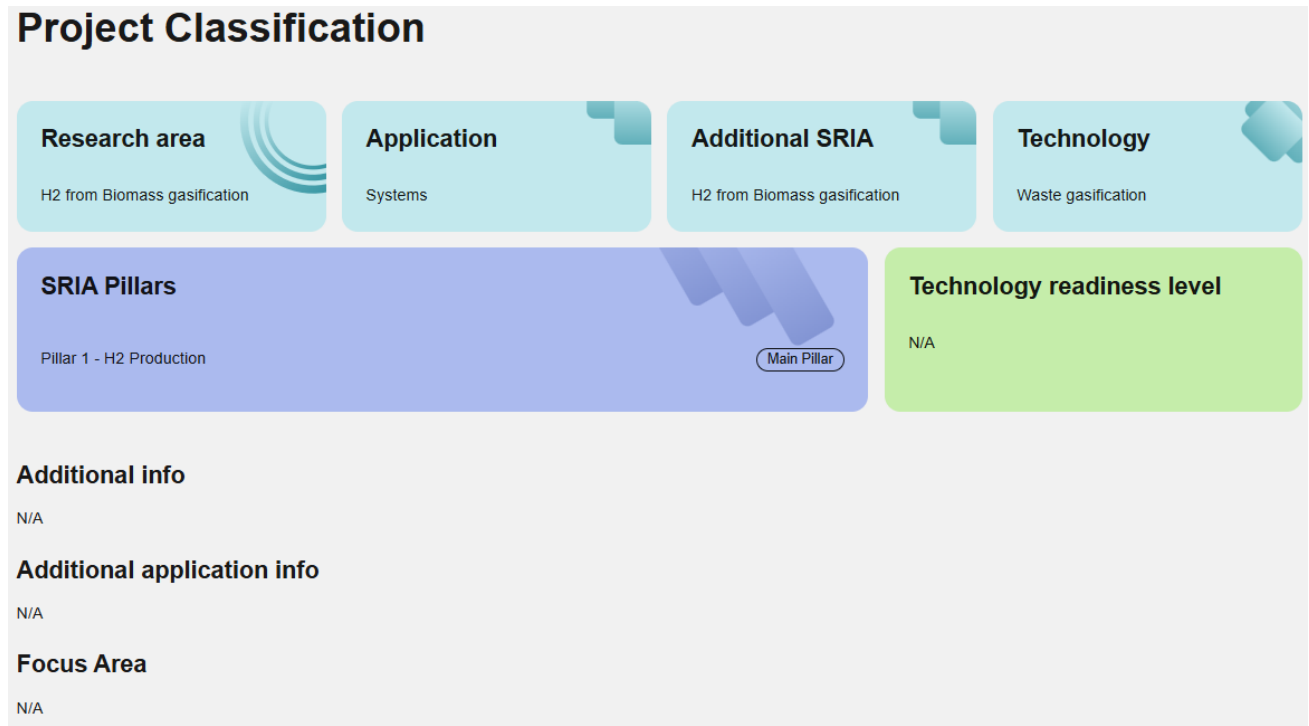 Project Classification
Research area
H2 from Biomass gasification
Application
Systems
Additional SRIA
H2 from Biomass gasification
Technology
Waste gasification
SRIA Pillars
Pillar 1 - H2 Production
Main Pillar
Technology readiness level
N/A
Additional info
N/A
Additional application info
N/A
Focus Area
N/A